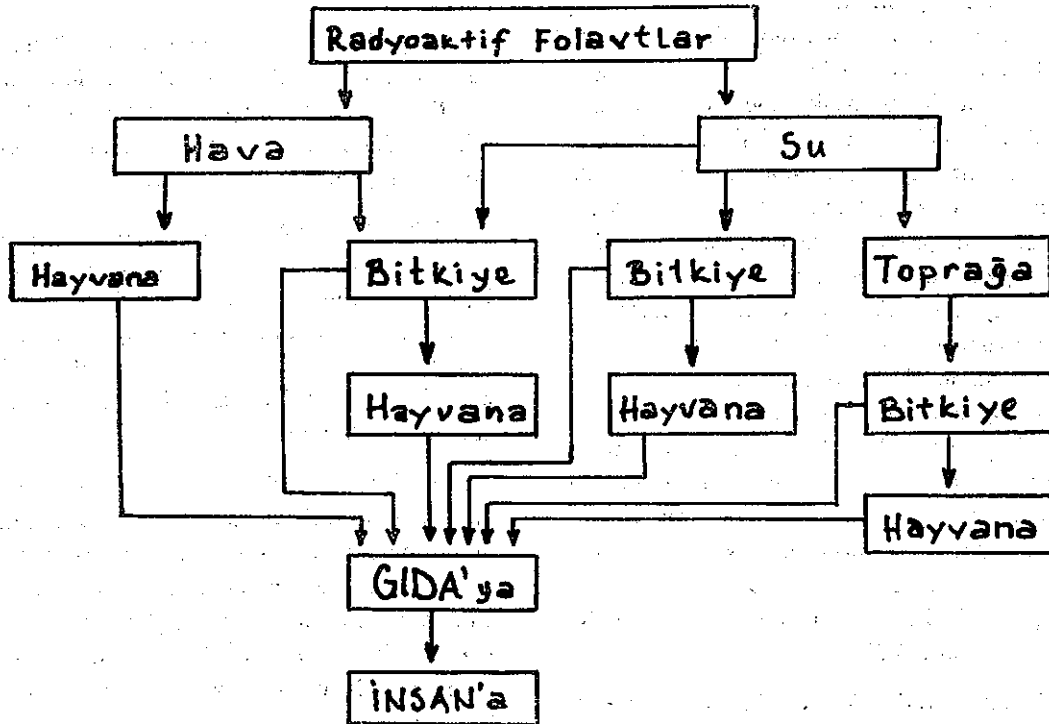 Radyoaktif Folavtlar
Hava
Su
Hayvana
Bitkiye
Bitkiye
Toprağa
Hayvana
Hayvana
Bitkiye
Hayvana
GIDA'ya
İNSAN'a